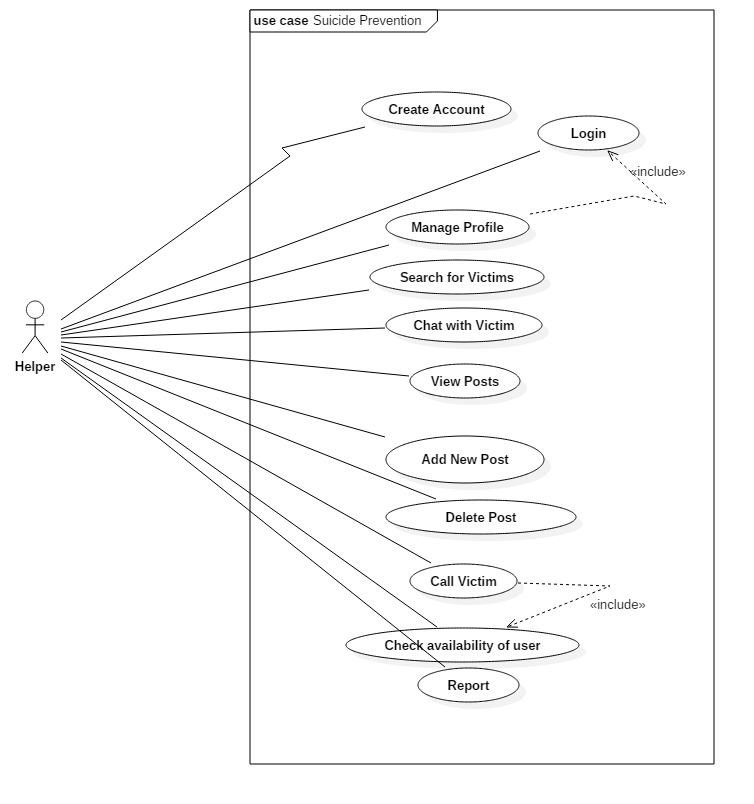 use case Suicide Prevention
Create Account
Login
«include»
Manage Profile
Search for Victims
Chat with Victim
Helper
View Posts
Add New Post
Delete Post
Call Victim
«include»
Check availability of user
Report